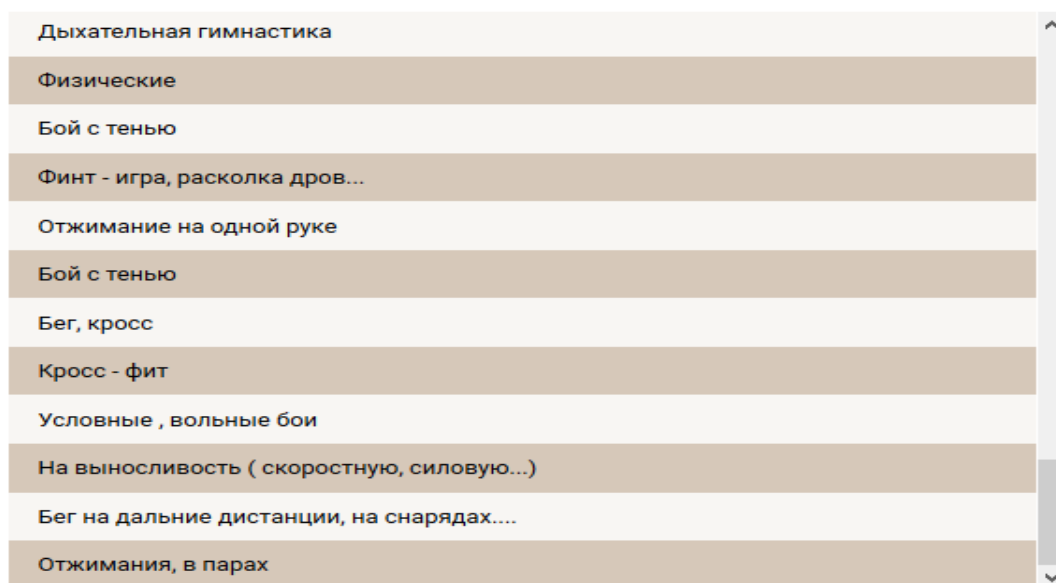 Дыхательная гимнастика
Физические
Бой с тенью
Финт - игра, расколка дров...
Отжимание на одной руке
Бой с тенью
Бег, кросс
Кросс - фит
Условные , вольные бои
На выносливость ( скоростную, силовую...)
Бег на дальние дистанции, на снарядах....
Отжимания, в парах